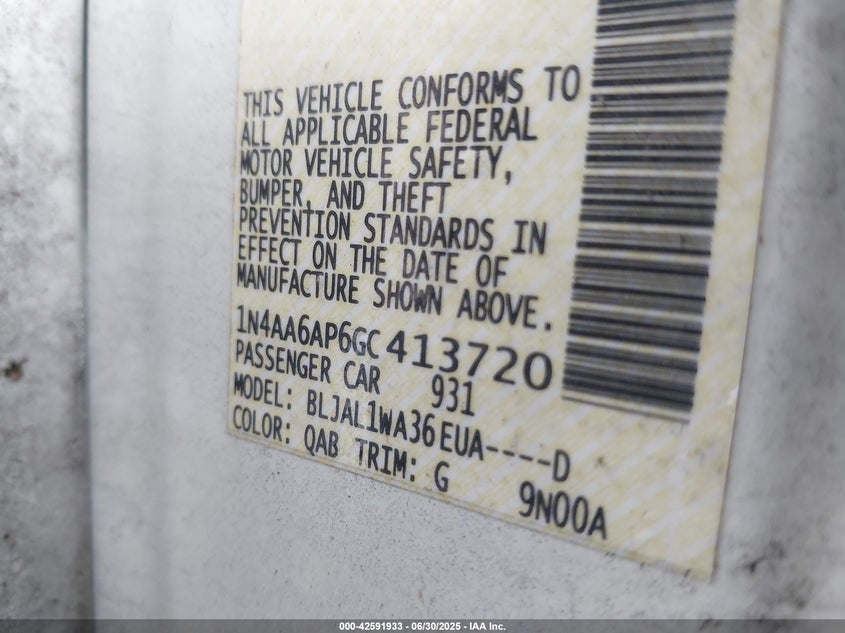 THIS VEHICLE CONFORMS TO
ALL APPLICABLE FEDERAL
MOTOR VEHICLE SAFETY,
BUMPER, AND THEFT
PREVENTION STANDARDS IN
EFFECT ON THE DATE OF
MANUFACTURE SHOWN ABOVE.
1N4AA6AP6GC413720
PASSENGER CAR 931
MODEL: BLJAL1WA36EUA----D
COLOR: QAB TRIM: G 9N00A
000-42591933 - 06/30/2025 - IAA Inc.